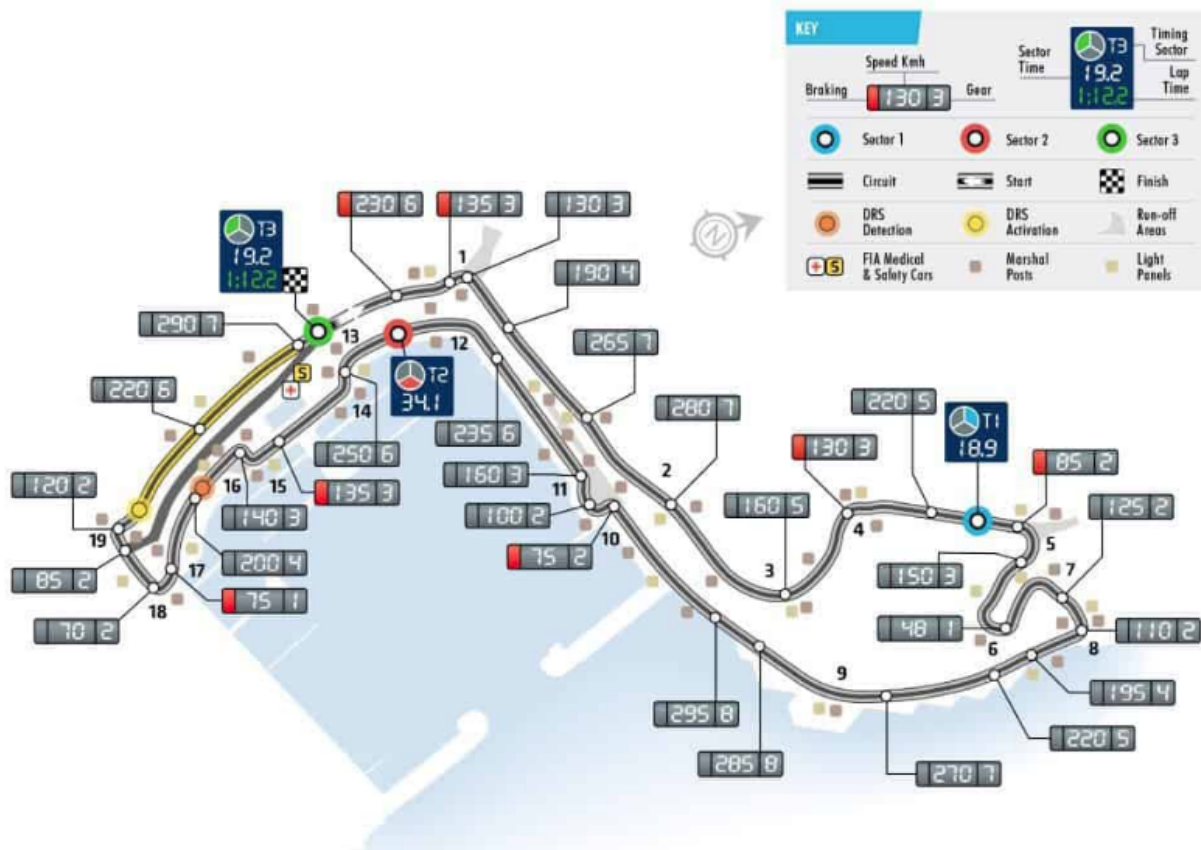 KEY
Speed Kmh
Braking
130 3
Gear
Sector Time
T3
19.2
1:12.2
Timing Sector
Lap Time
Sector 1
Sector 2
Sector 3
Circuit
Start
Finish
DRS Detection
DRS Activation
Run-off Areas
S
FIA Medical & Safety Cars
Marshal Posts
Light Panels
N
230 6
135 3
130 3
T3
19.2
1:12.2
1
190 4
290 7
13
12
265 7
S
T2
34.1
220 6
14
280 7
220 5
T1
18.9
130 3
85 2
235 6
250 6
160 3
11
2
160 5
4
125 2
120 2
16
15
135 3
140 3
100 2
10
5
19
200 4
75 2
3
150 3
7
85 2
17
75 1
18
70 2
48 1
6
8
110 2
9
195 4
295 8
220 5
285 8
270 7